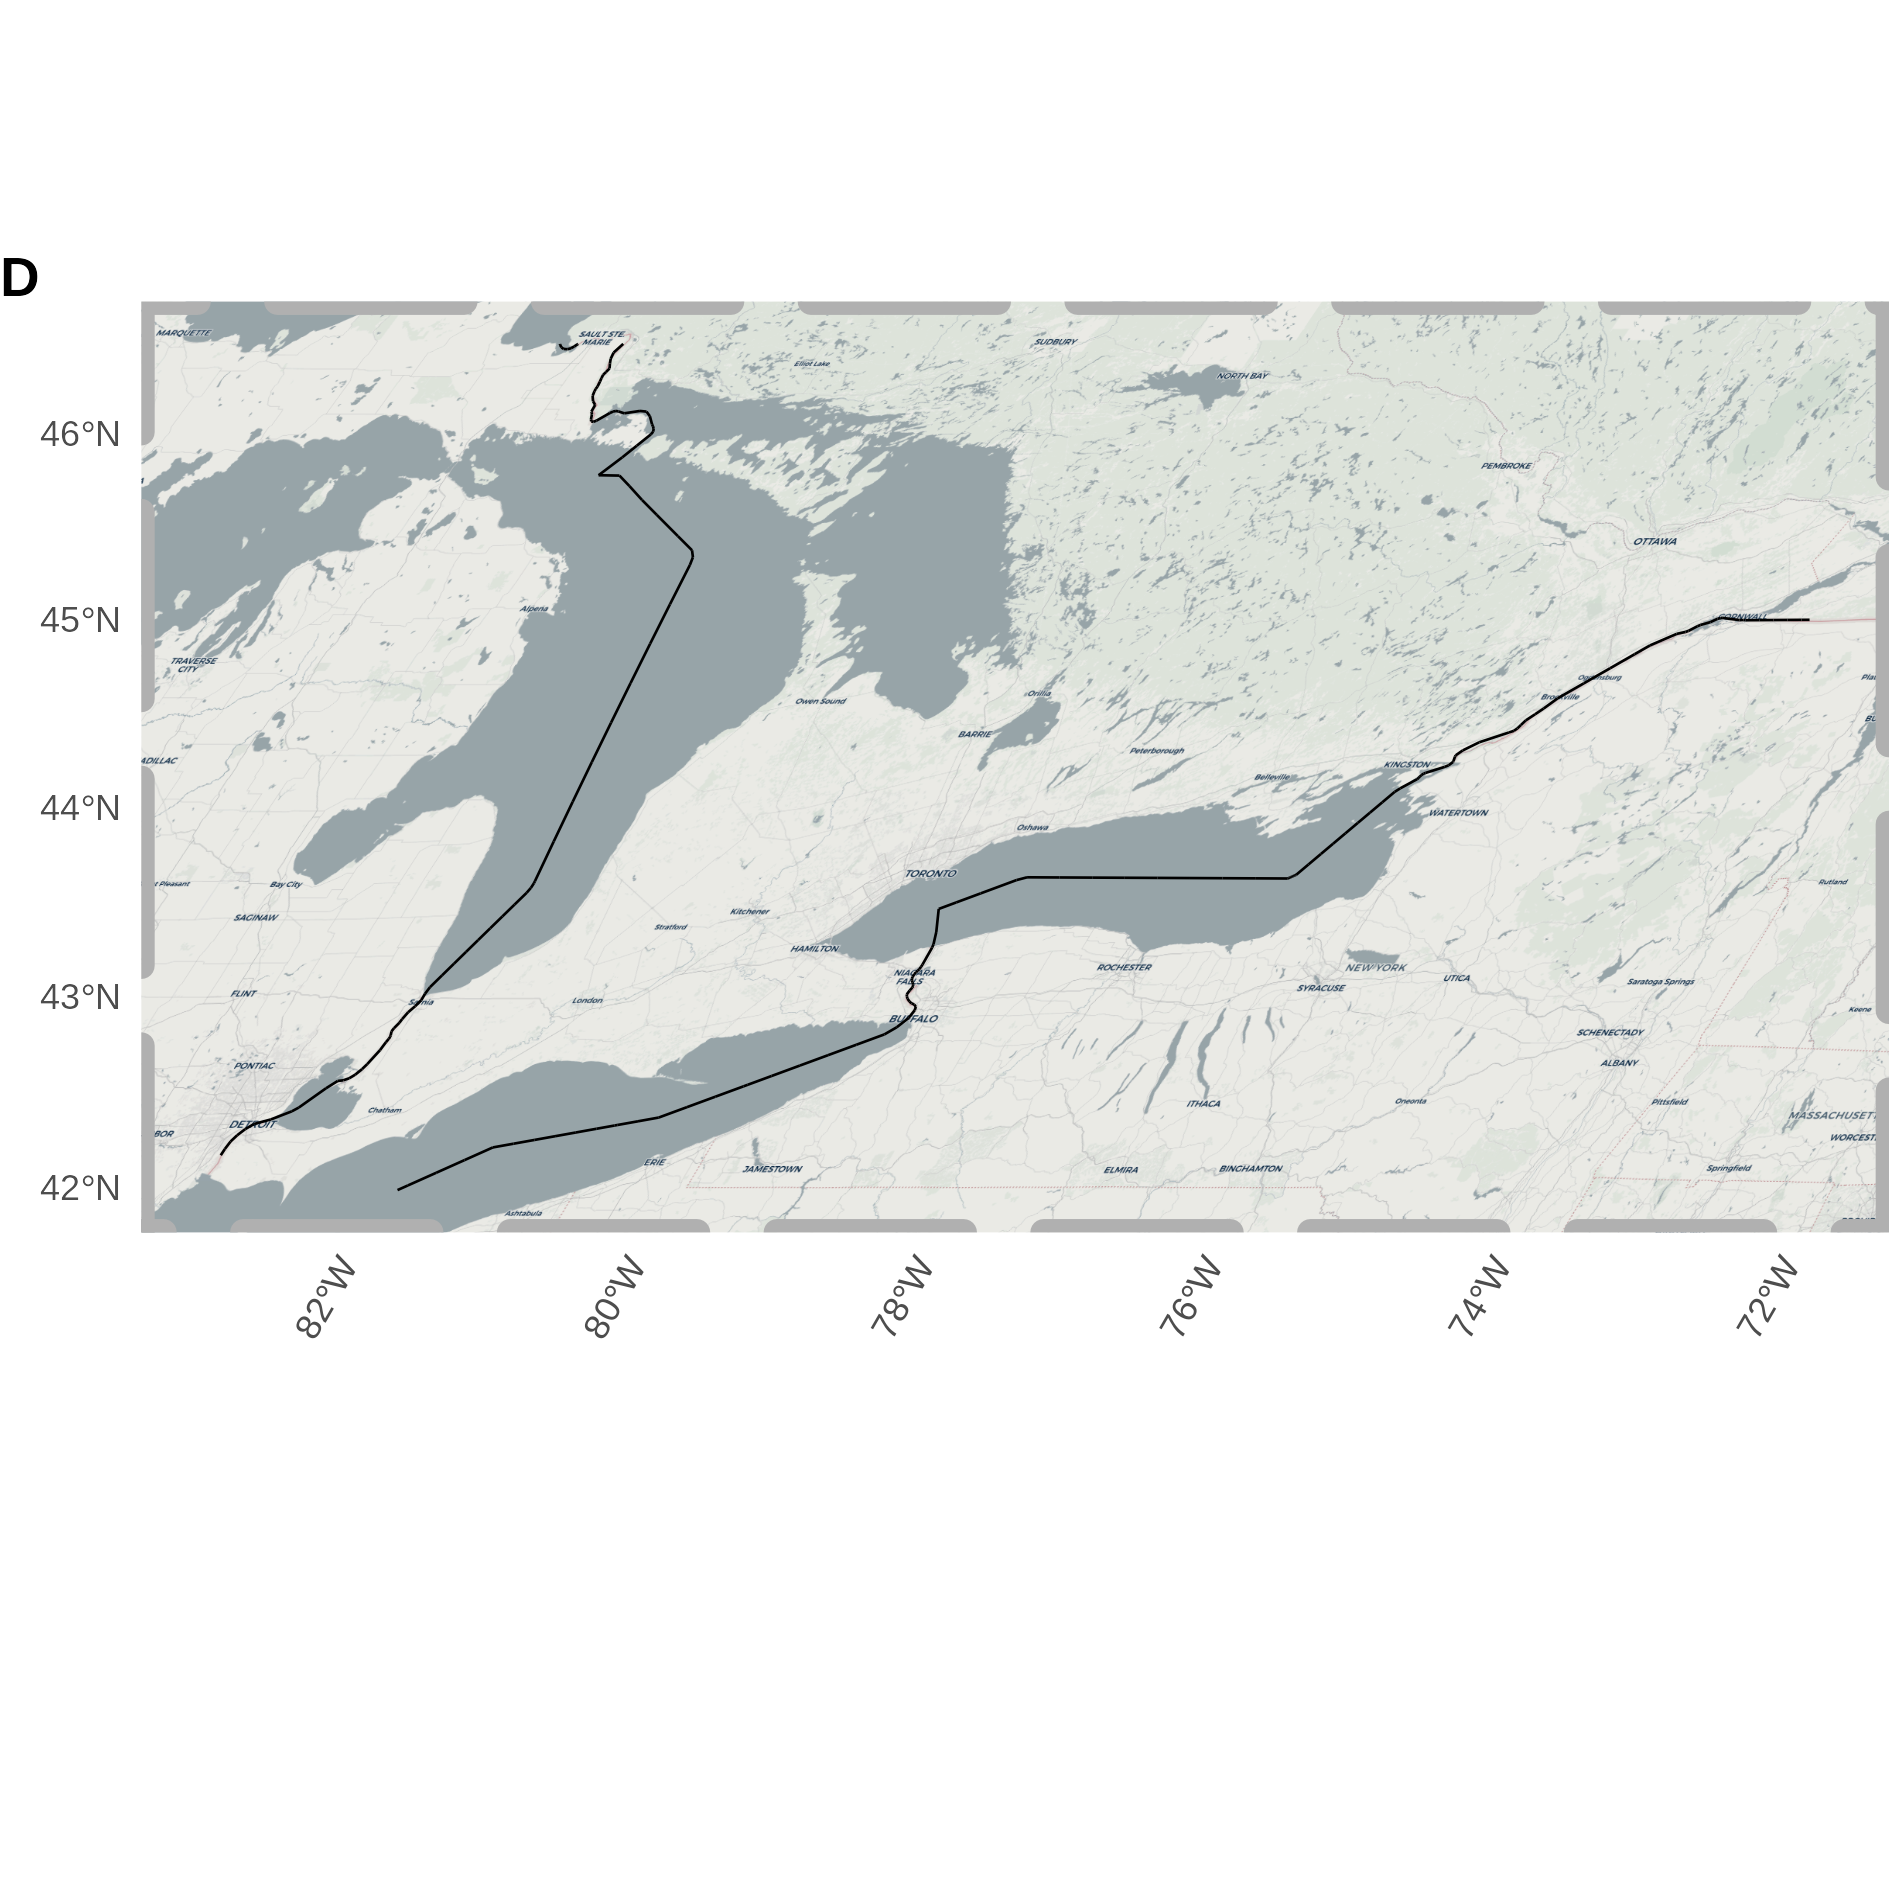 D
MARQUETTE
SAULT STE.
MARIE
SUDBURY
Elliot Lake
NORTH BAY
46°N
PEMBROKE
OTTAWA
Alpena
45°N
CORNWALL
TRAVERSE
CITY
Ogdensburg
Brockville
Owen Sound
Orillia
BARRIE
Peterborough
ADILLAC
KINGSTON
Belleville
44°N
WATERTOWN
Oshawa
TORONTO
t Pleasant
Bay City
Rutland
SAGINAW
Kitchener
Stratford
HAMILTON
NIAGARA
FALLS
ROCHESTER
NEW YORK
UTICA
SYRACUSE
Saratoga Springs
43°N
FLINT
Sarnia
London
Keene
BUFFALO
SCHENECTADY
PONTIAC
ALBANY
Chatham
ITHACA
Oneonta
Pittsfield
MASSACHUSET
DETROIT
BOR
WORCEST
ERIE
JAMESTOWN
ELMIRA
BINGHAMTON
Springfield
42°N
Ashtabula
82°W
80°W
78°W
76°W
74°W
72°W